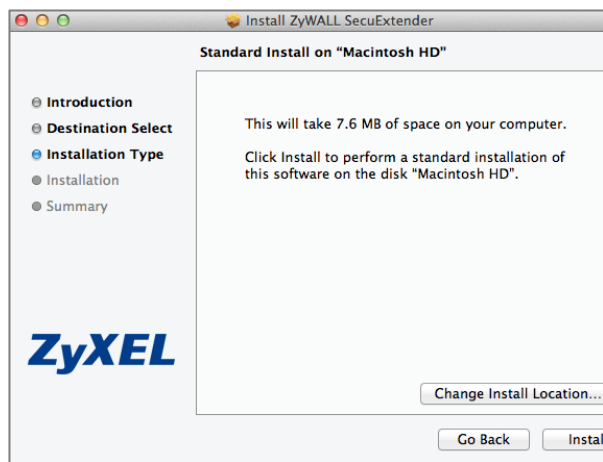 Install ZyWALL SecuExtender
Standard Install on “Macintosh HD”
Introduction
Destination Select
Installation Type
Installation
Summary
This will take 7.6 MB of space on your computer.
Click Install to perform a standard installation of
this software on the disk “Macintosh HD”.
ZyXEL
Change Install Location...
Go Back
Instal